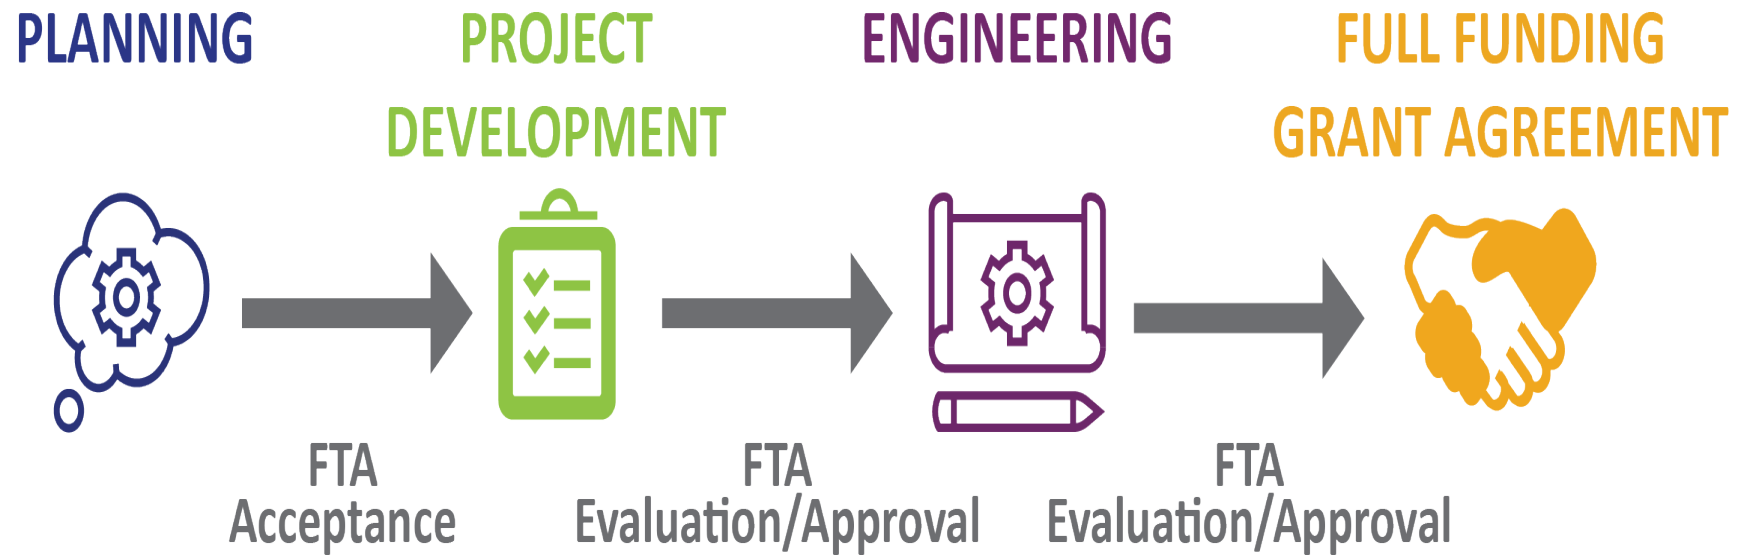 PLANNING
PROJECT
DEVELOPMENT
ENGINEERING
FULL FUNDING
GRANT AGREEMENT
FTA
Acceptance
FTA
Evaluation/Approval
FTA
Evaluation/Approval